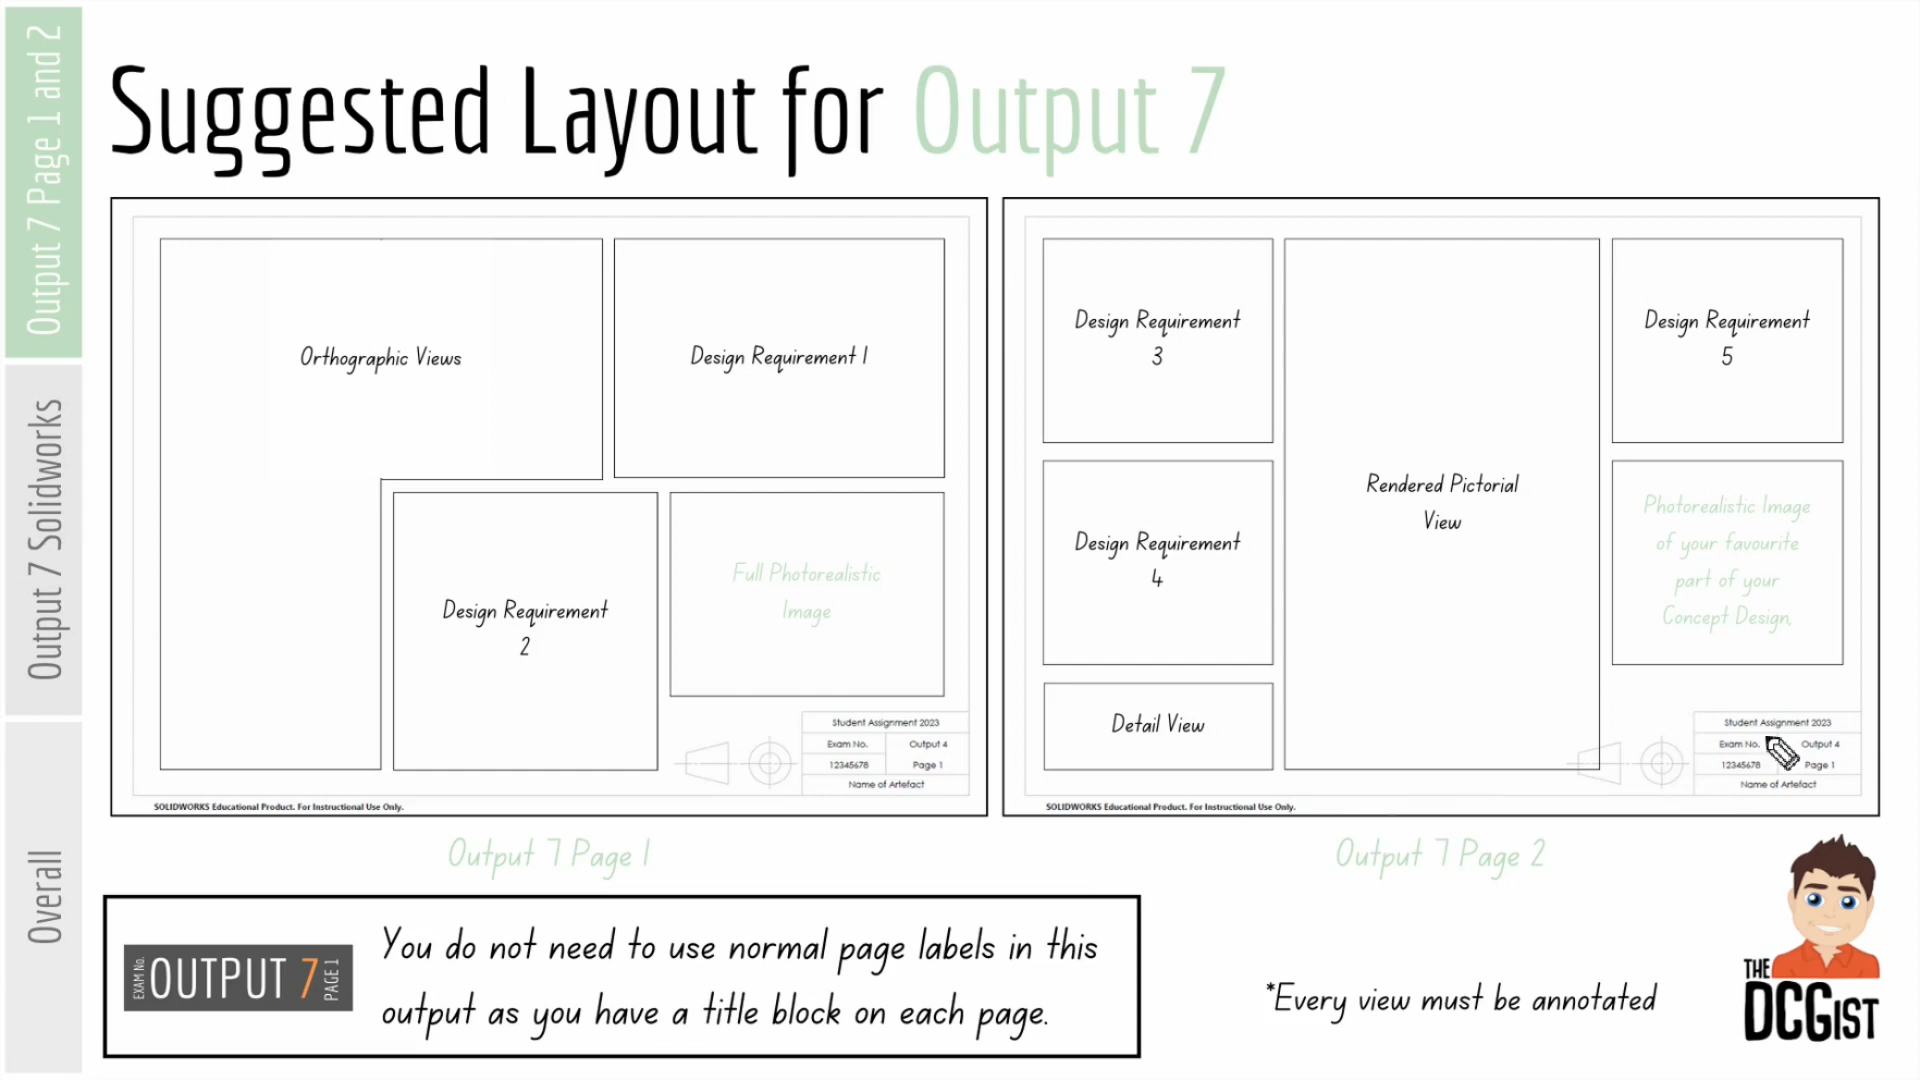 Output 7 Page 1 and 2
Output 7 Solidworks
Overall
Suggested Layout for Output 7
Orthographic Views
Design Requirement 1
Design Requirement
2
Full Photorealistic
Image
Student Assignment 2023
Exam No. Output 4
12345678 Page 1
Name of Artefact
SOLIDWORKS Educational Product. For Instructional Use Only.
Output 7 Page 1
Design Requirement
3
Design Requirement
4
Detail View
Rendered Pictorial
View
Design Requirement
5
Photorealistic Image
of your favourite
part of your
Concept Design.
Student Assignment 2023
Exam No. Output 4
12345678 Page 1
Name of Artefact
SOLIDWORKS Educational Product. For Instructional Use Only.
Output 7 Page 2
EXAM No. OUTPUT 7 PAGE 1
You do not need to use normal page labels in this
output as you have a title block on each page.
*Every view must be annotated
THE
DCGIST